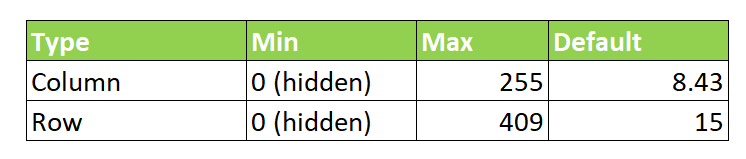 Type Min Max Default
Column 0 (hidden) 255 8.43
Row 0 (hidden) 409 15